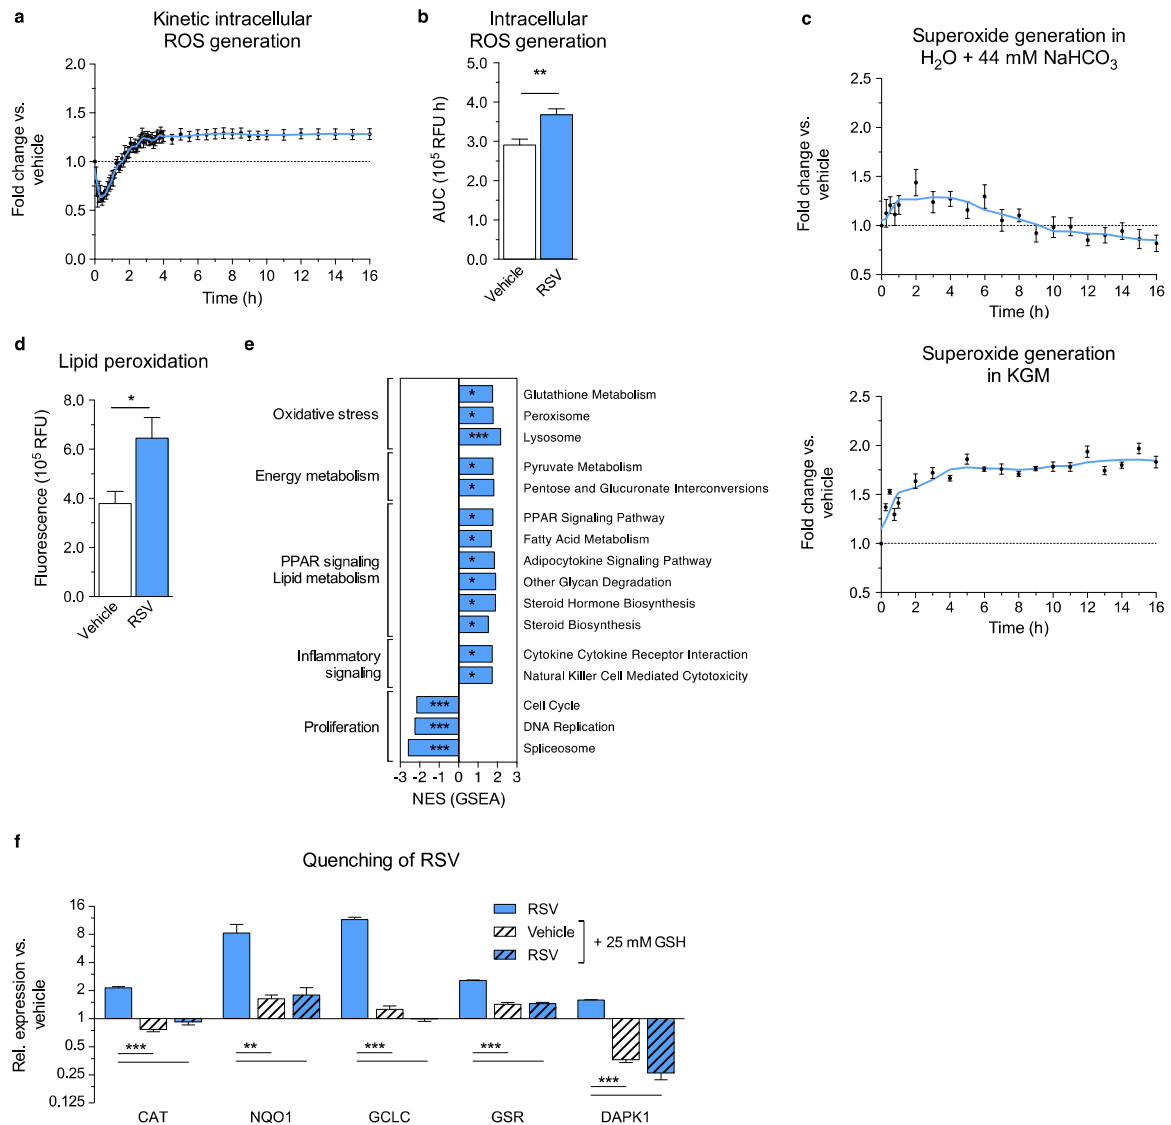 a
Kinetic intracellular
ROS generation
Fold change vs.
vehicle
2.0
1.5
1.0
0.5
0.0
0 2 4 6 8 10 12 14 16
Time (h)
b
Intracellular
ROS generation
AUC (10⁵ RFU h)
5.0
4.0
3.0
2.0
1.0
0.0
**
Vehicle
RSV
c
Superoxide generation in
H₂O + 44 mM NaHCO₃
Fold change vs.
vehicle
2.5
2.0
1.5
1.0
0.5
0 2 4 6 8 10 12 14 16
Time (h)
Superoxide generation
in KGM
Fold change vs.
vehicle
2.5
2.0
1.5
1.0
0.5
0 2 4 6 8 10 12 14 16
Time (h)
d
Lipid peroxidation
Fluorescence (10⁵ RFU)
8.0
6.0
4.0
2.0
0.0
*
Vehicle
RSV
e
Oxidative stress
* Glutathione Metabolism
* Peroxisome
*** Lysosome
Energy metabolism
* Pyruvate Metabolism
* Pentose and Glucuronate Interconversions
PPAR signaling
Lipid metabolism
* PPAR Signaling Pathway
* Fatty Acid Metabolism
* Adipocytokine Signaling Pathway
* Other Glycan Degradation
* Steroid Hormone Biosynthesis
* Steroid Biosynthesis
Inflammatory
signaling
* Cytokine Cytokine Receptor Interaction
* Natural Killer Cell Mediated Cytotoxicity
Proliferation
*** Cell Cycle
*** DNA Replication
*** Spliceosome
-3 -2 -1 0 1 2 3
NES (GSEA)
f
Quenching of RSV
Rel. expression vs.
vehicle
16
8
4
2
1
0.5
0.25
0.125
RSV
Vehicle
RSV
+ 25 mM GSH
*** ** *** *** ***
CAT NQO1 GCLC GSR DAPK1